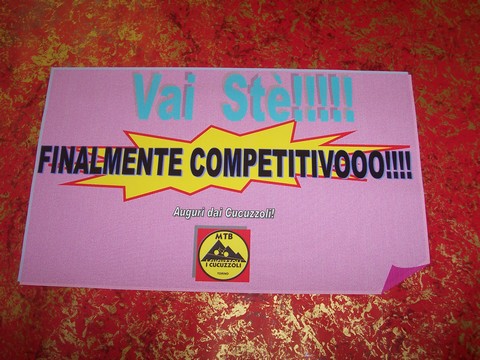 Vai Stè!!!!!
FINALMENTE COMPETITIVOOO!!!!
Auguri dai Cucuzzoli!
MTB
I CUCUZZOLI